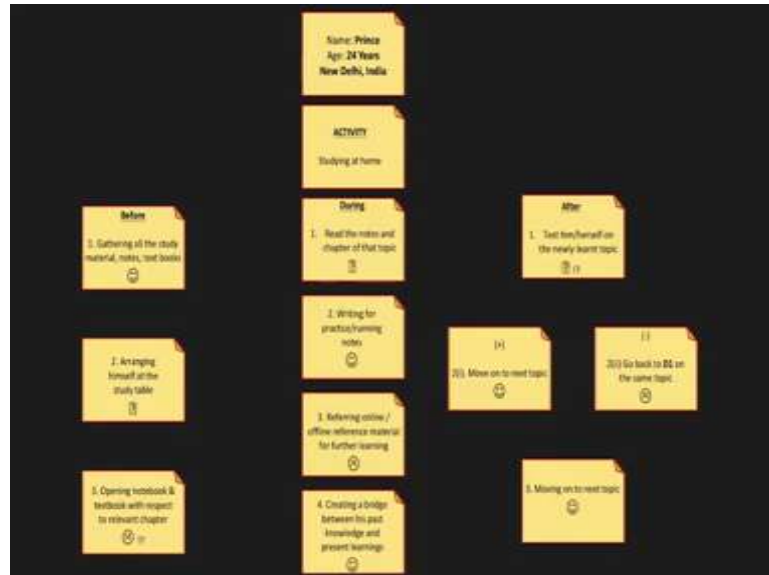 Name: Prince
Age: 24 Years
New Delhi, India
ACTIVITY
Studying at home
Before
1. Gathering all the study
material, notes, text books
2. Arranging
himself at the
study table
3. Opening notebook &
textbook with respect
to relevant chapter
During
1. Read the notes and
chapter of that topic
2. Writing for
practice/running
notes
3. Referring online /
offline reference material
for further learning
4. Creating a bridge
between his past
knowledge and
present learnings
After
1. Test him/herself on
the newly learnt topic
(+)
2(i). Move on to next topic
(-)
2(ii) Go back to D1 on
the same topic
3. Moving on to next topic